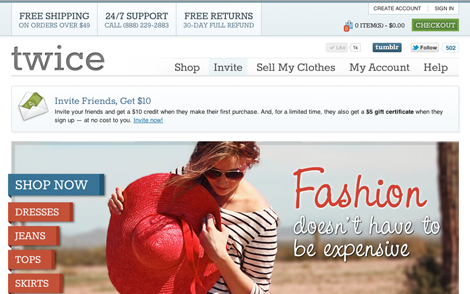 CREATE ACCOUNT SIGN IN
FREE SHIPPING
ON ORDERS OVER $49
24/7 SUPPORT
CALL (888) 229-2883
FREE RETURNS
30-DAY FULL REFUND
0 ITEM(S) - $0.00 CHECKOUT
twice
Like 1k tumblr Follow 502
Shop Invite Sell My Clothes My Account Help
Invite Friends, Get $10
Invite your friends and get a $10 credit when they make their first purchase. And, for a limited time, they also get a $5 gift certificate when they
sign up — at no cost to you. Invite now!
SHOP NOW
DRESSES
JEANS
TOPS
SKIRTS
Fashion
doesn't have to
be expensive